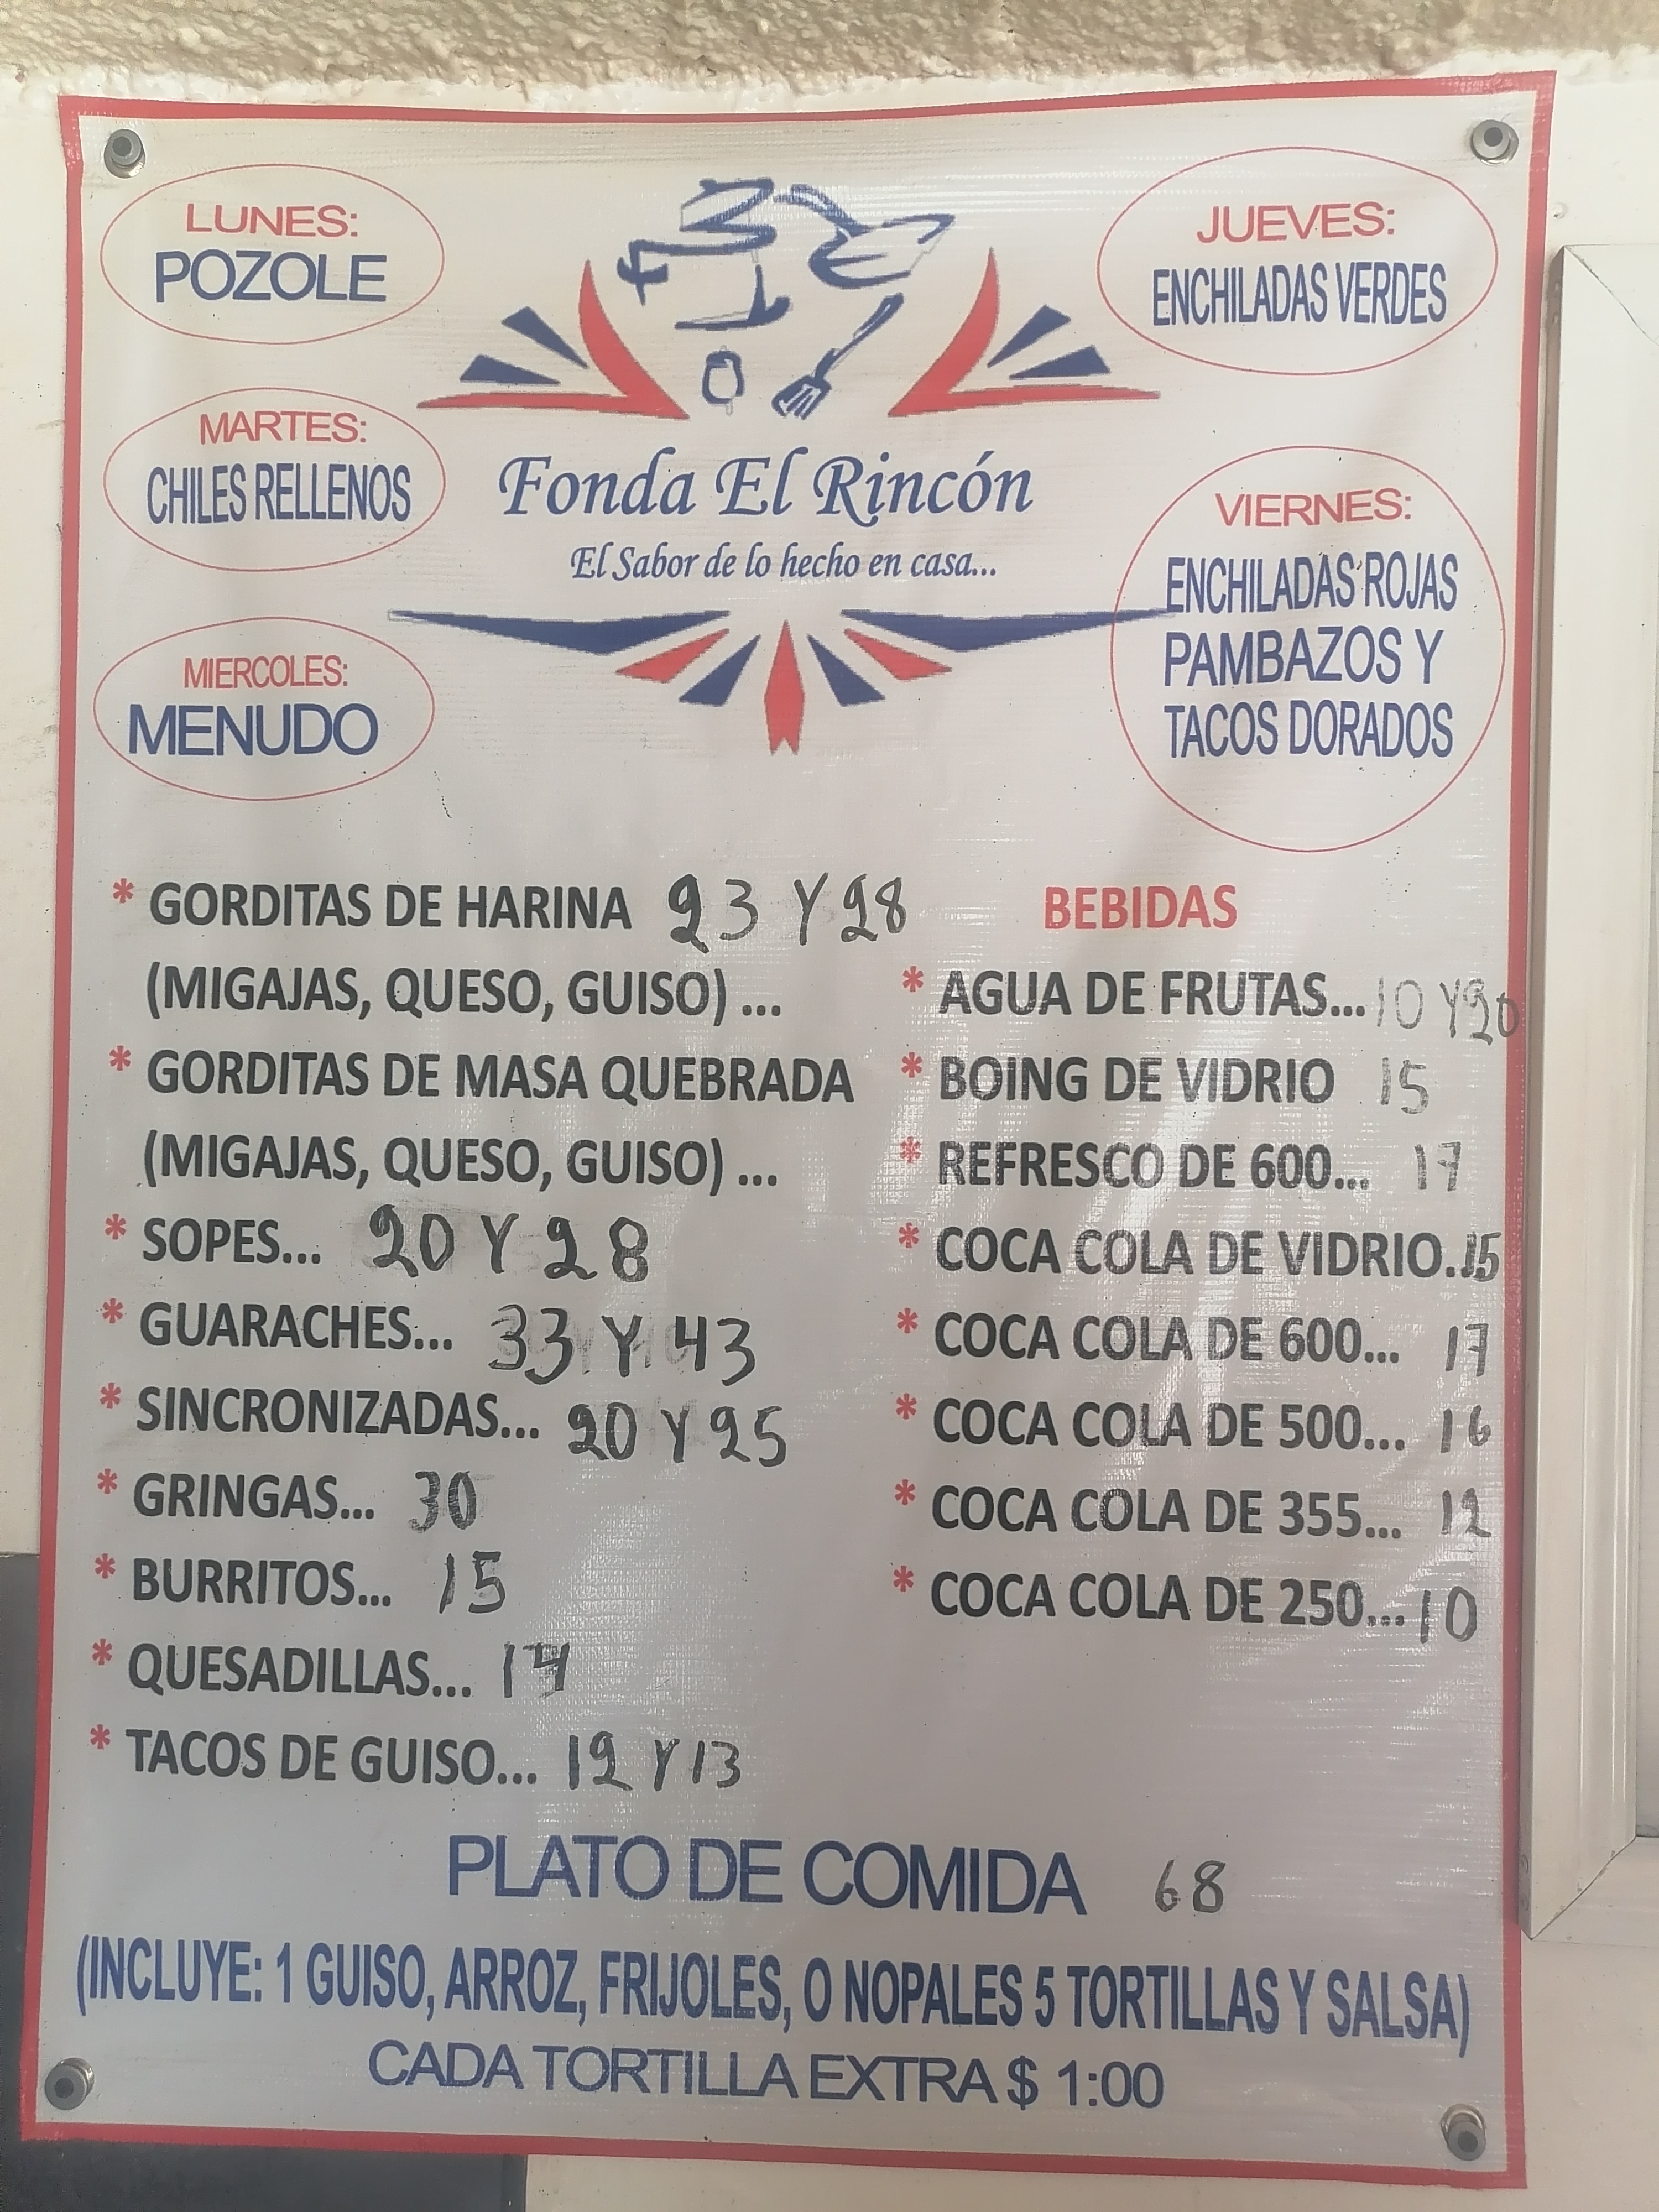 LUNES:
POZOLE
MARTES:
CHILES RELLENOS
MIERCOLES:
MENUDO
Fonda El Rincón
El Sabor de lo hecho en casa...
JUEVES:
ENCHILADAS VERDES
VIERNES:
ENCHILADAS ROJAS
PAMBAZOS Y
TACOS DORADOS
* GORDITAS DE HARINA 23 Y 28
(MIGAJAS, QUESO, GUISO) ...
* GORDITAS DE MASA QUEBRADA
(MIGAJAS, QUESO, GUISO) ...
* SOPES... 20 Y 28
* GUARACHES... 33 Y 43
* SINCRONIZADAS... 20 Y 25
* GRINGAS... 30
* BURRITOS... 15
* QUESADILLAS... 14
* TACOS DE GUISO... 12 Y 13
BEBIDAS
* AGUA DE FRUTAS... 10 Y 20
* BOING DE VIDRIO 15
* REFRESCO DE 600... 17
* COCA COLA DE VIDRIO.. 15
* COCA COLA DE 600... 17
* COCA COLA DE 500... 16
* COCA COLA DE 355... 12
* COCA COLA DE 250... 10
PLATO DE COMIDA 68
(INCLUYE: 1 GUISO, ARROZ, FRIJOLES, O NOPALES 5 TORTILLAS Y SALSA)
CADA TORTILLA EXTRA $ 1:00